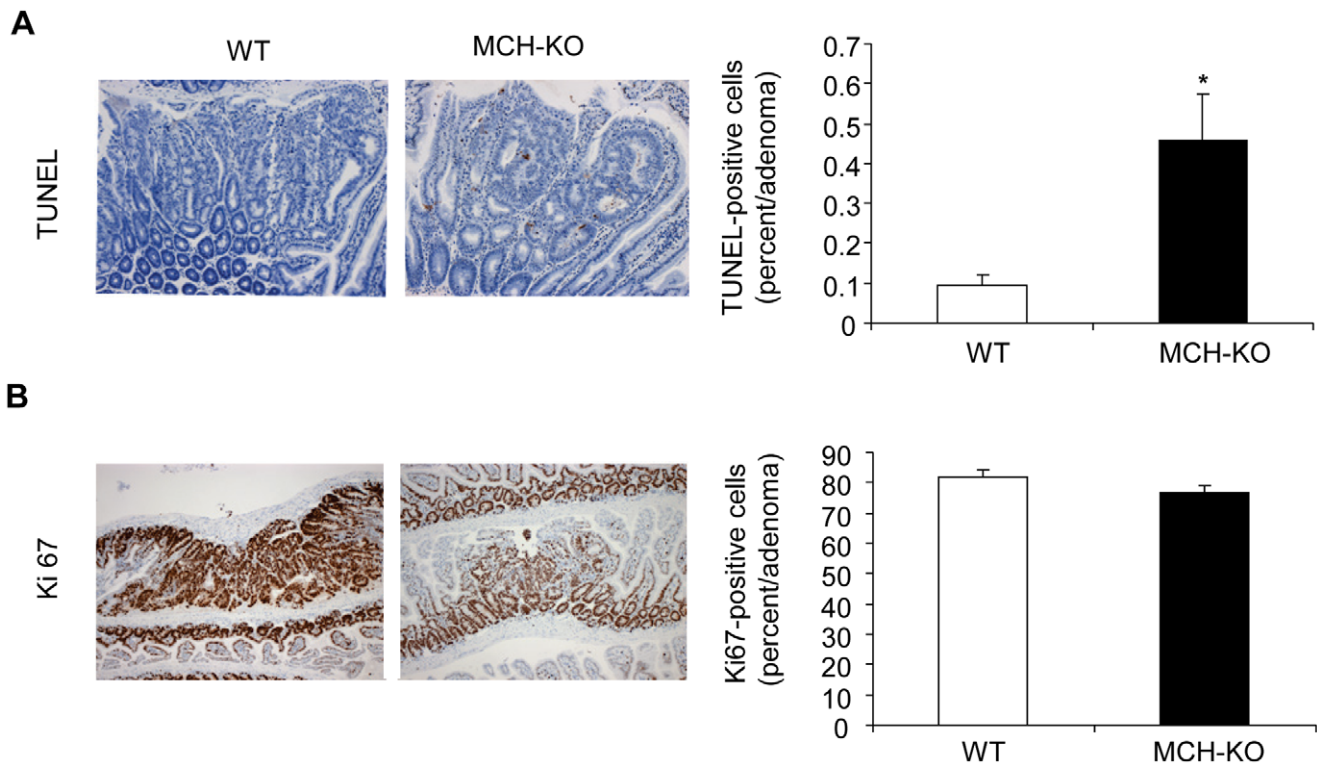 A
WT
MCH-KO
TUNEL
TUNEL-positive cells
(percent/adenoma)
0.7
0.6
0.5
0.4
0.3
0.2
0.1
0
*
WT
MCH-KO
B
Ki 67
Ki67-positive cells
(percent/adenoma)
90
80
70
60
50
40
30
20
10
0
WT
MCH-KO